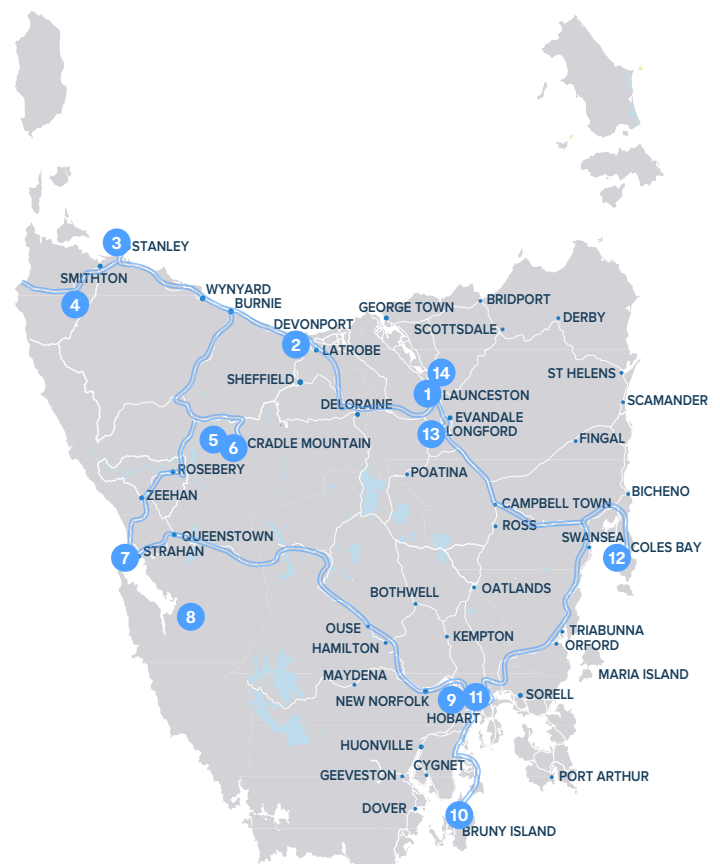 3
STANLEY
SMITHTON
4
WYNYARD
BURNIE
GEORGE TOWN
BRIDPORT
DERBY
DEVONPORT
SCOTTSDALE
2
LATROBE
14
ST HELENS
SHEFFIELD
1
LAUNCESTON
SCAMANDER
DELORAINE
EVANDALE
13
LONGFORD
5
6
CRADLE MOUNTAIN
FINGAL
ROSEBERY
POATINA
ZEEHAN
BICHENO
CAMPBELL TOWN
ROSS
QUEENSTOWN
SWANSEA
7
STRAHAN
COLES BAY
12
BOTHWELL
OATLANDS
8
OUSE
HAMILTON
KEMPTON
TRIABUNNA
ORFORD
MAYDENA
MARIA ISLAND
NEW NORFOLK
9
11
SORELL
HOBART
HUONVILLE
CYGNET
GEEVESTON
PORT ARTHUR
DOVER
10
BRUNY ISLAND